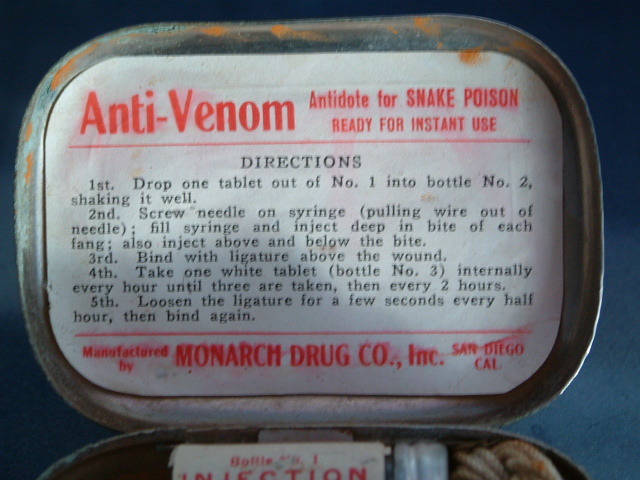 Anti-Venom Antidote for SNAKE POISON
READY FOR INSTANT USE
DIRECTIONS
1st. Drop one tablet out of No. 1 into bottle No. 2,
shaking it well.
2nd. Screw needle on syringe (pulling wire out of
needle); fill syringe and inject deep in bite of each
fang; also inject above and below the bite.
3rd. Bind with ligature above the wound.
4th. Take one white tablet (bottle No. 3) internally
every hour until three are taken, then every 2 hours.
5th. Loosen the ligature for a few seconds every half
hour, then bind again.
Manufactured by MONARCH DRUG CO., Inc. SAN DIEGO CAL.
Bottle No. 1
INJECTION